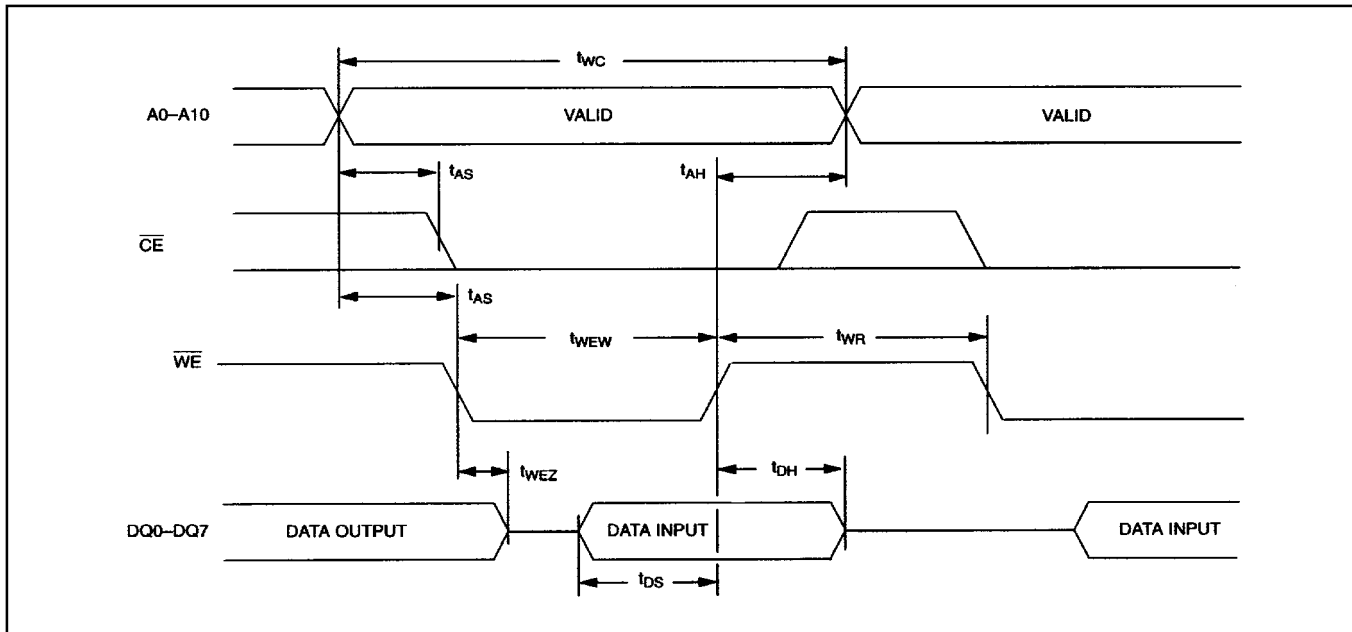 tWC
A0–A10 VALID VALID
tAS tAH
CE
tAS
tWEW tWR
WE
tWEZ tDH
DQ0–DQ7 DATA OUTPUT DATA INPUT DATA INPUT
tDS